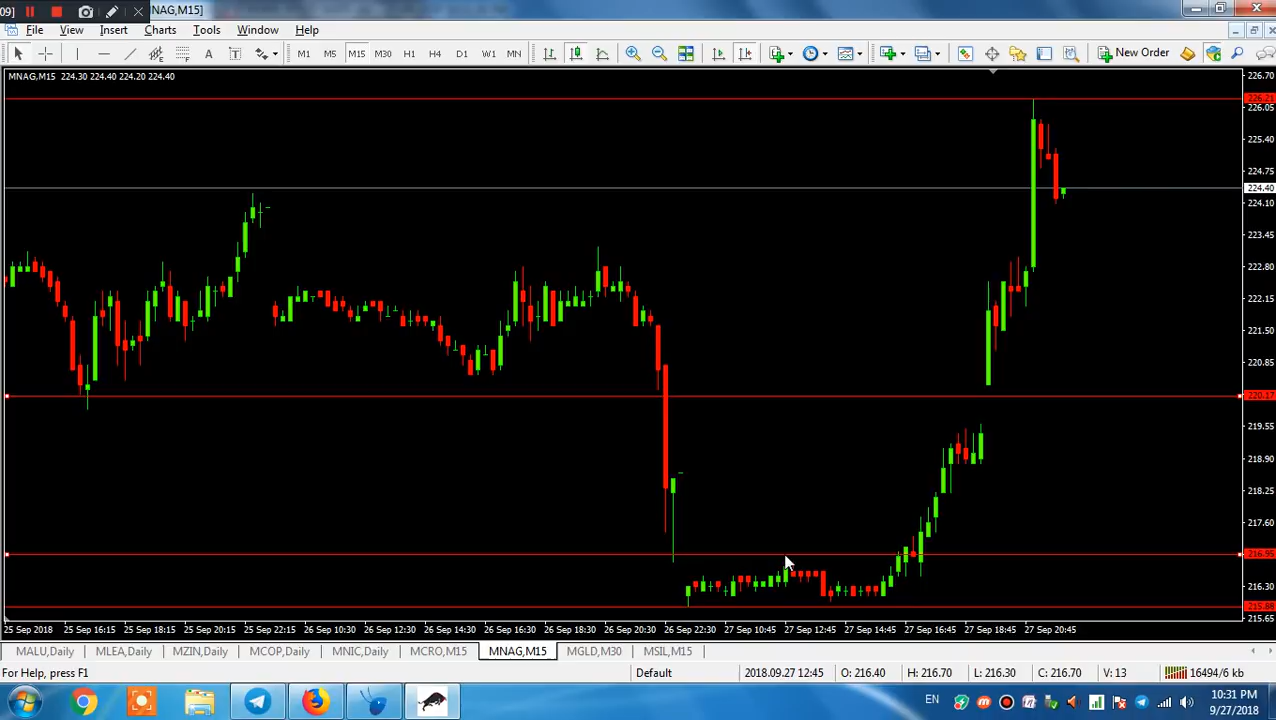 09]
NAG,M15]
File View Insert Charts Tools Window Help
A T M1 M5 M15 M30 H1 H4 D1 W1 MN New Order
MNAG,M15 224.30 224.40 224.20 224.40
226.70
226.21
226.05
225.40
224.75
224.40
224.10
223.45
222.80
222.15
221.50
220.85
220.17
219.55
218.90
218.25
217.60
216.95
216.30
215.88
215.65
25 Sep 2018 25 Sep 16:15 25 Sep 18:15 25 Sep 20:15 25 Sep 22:15 26 Sep 10:30 26 Sep 12:30 26 Sep 14:30 26 Sep 16:30 26 Sep 18:30 26 Sep 20:30 26 Sep 22:30 27 Sep 10:45 27 Sep 12:45 27 Sep 14:45 27 Sep 16:45 27 Sep 18:45 27 Sep 20:45
MALU,Daily MLEA,Daily MZIN,Daily MCOP,Daily MNIC,Daily MCRO,M15 MNAG,M15 MGLD,M30 MSIL,M15
For Help, press F1 Default 2018.09.27 12:45 O: 216.40 H: 216.70 L: 216.30 C: 216.70 V: 13 16494/6 kb
EN 10:31 PM
9/27/2018